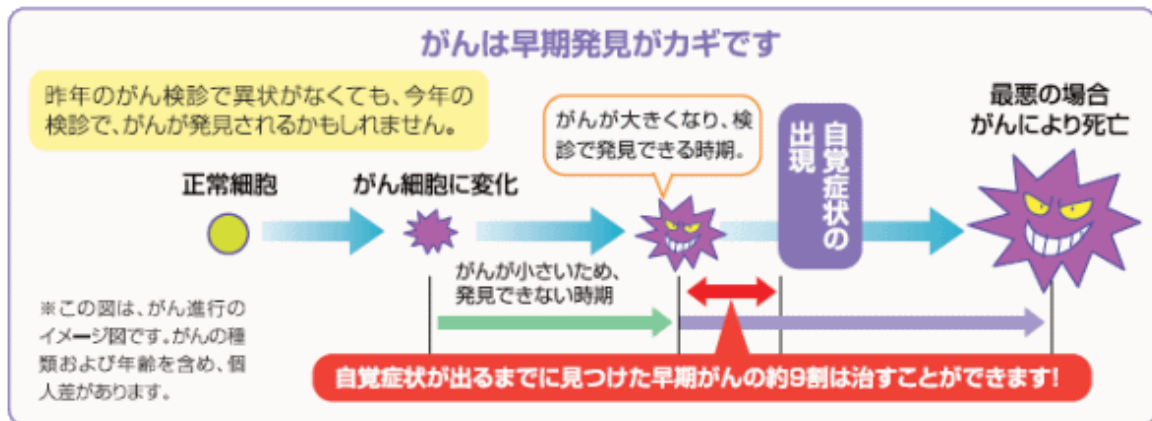 がんは早期発見がカギです
昨年のがん検診で異状がなくても、今年の
検診で、がんが発見されるかもしれません。
がんが大きくなり、検
診で発見できる時期。
自覚症状の
出現
最悪の場合
がんにより死亡
正常細胞
がん細胞に変化
がんが小さいため、
発見できない時期
※この図は、がん進行の
イメージ図です。がんの種
類および年齢を含め、個
人差があります。
自覚症状が出るまでに見つけた早期がんの約9割は治すことができます!